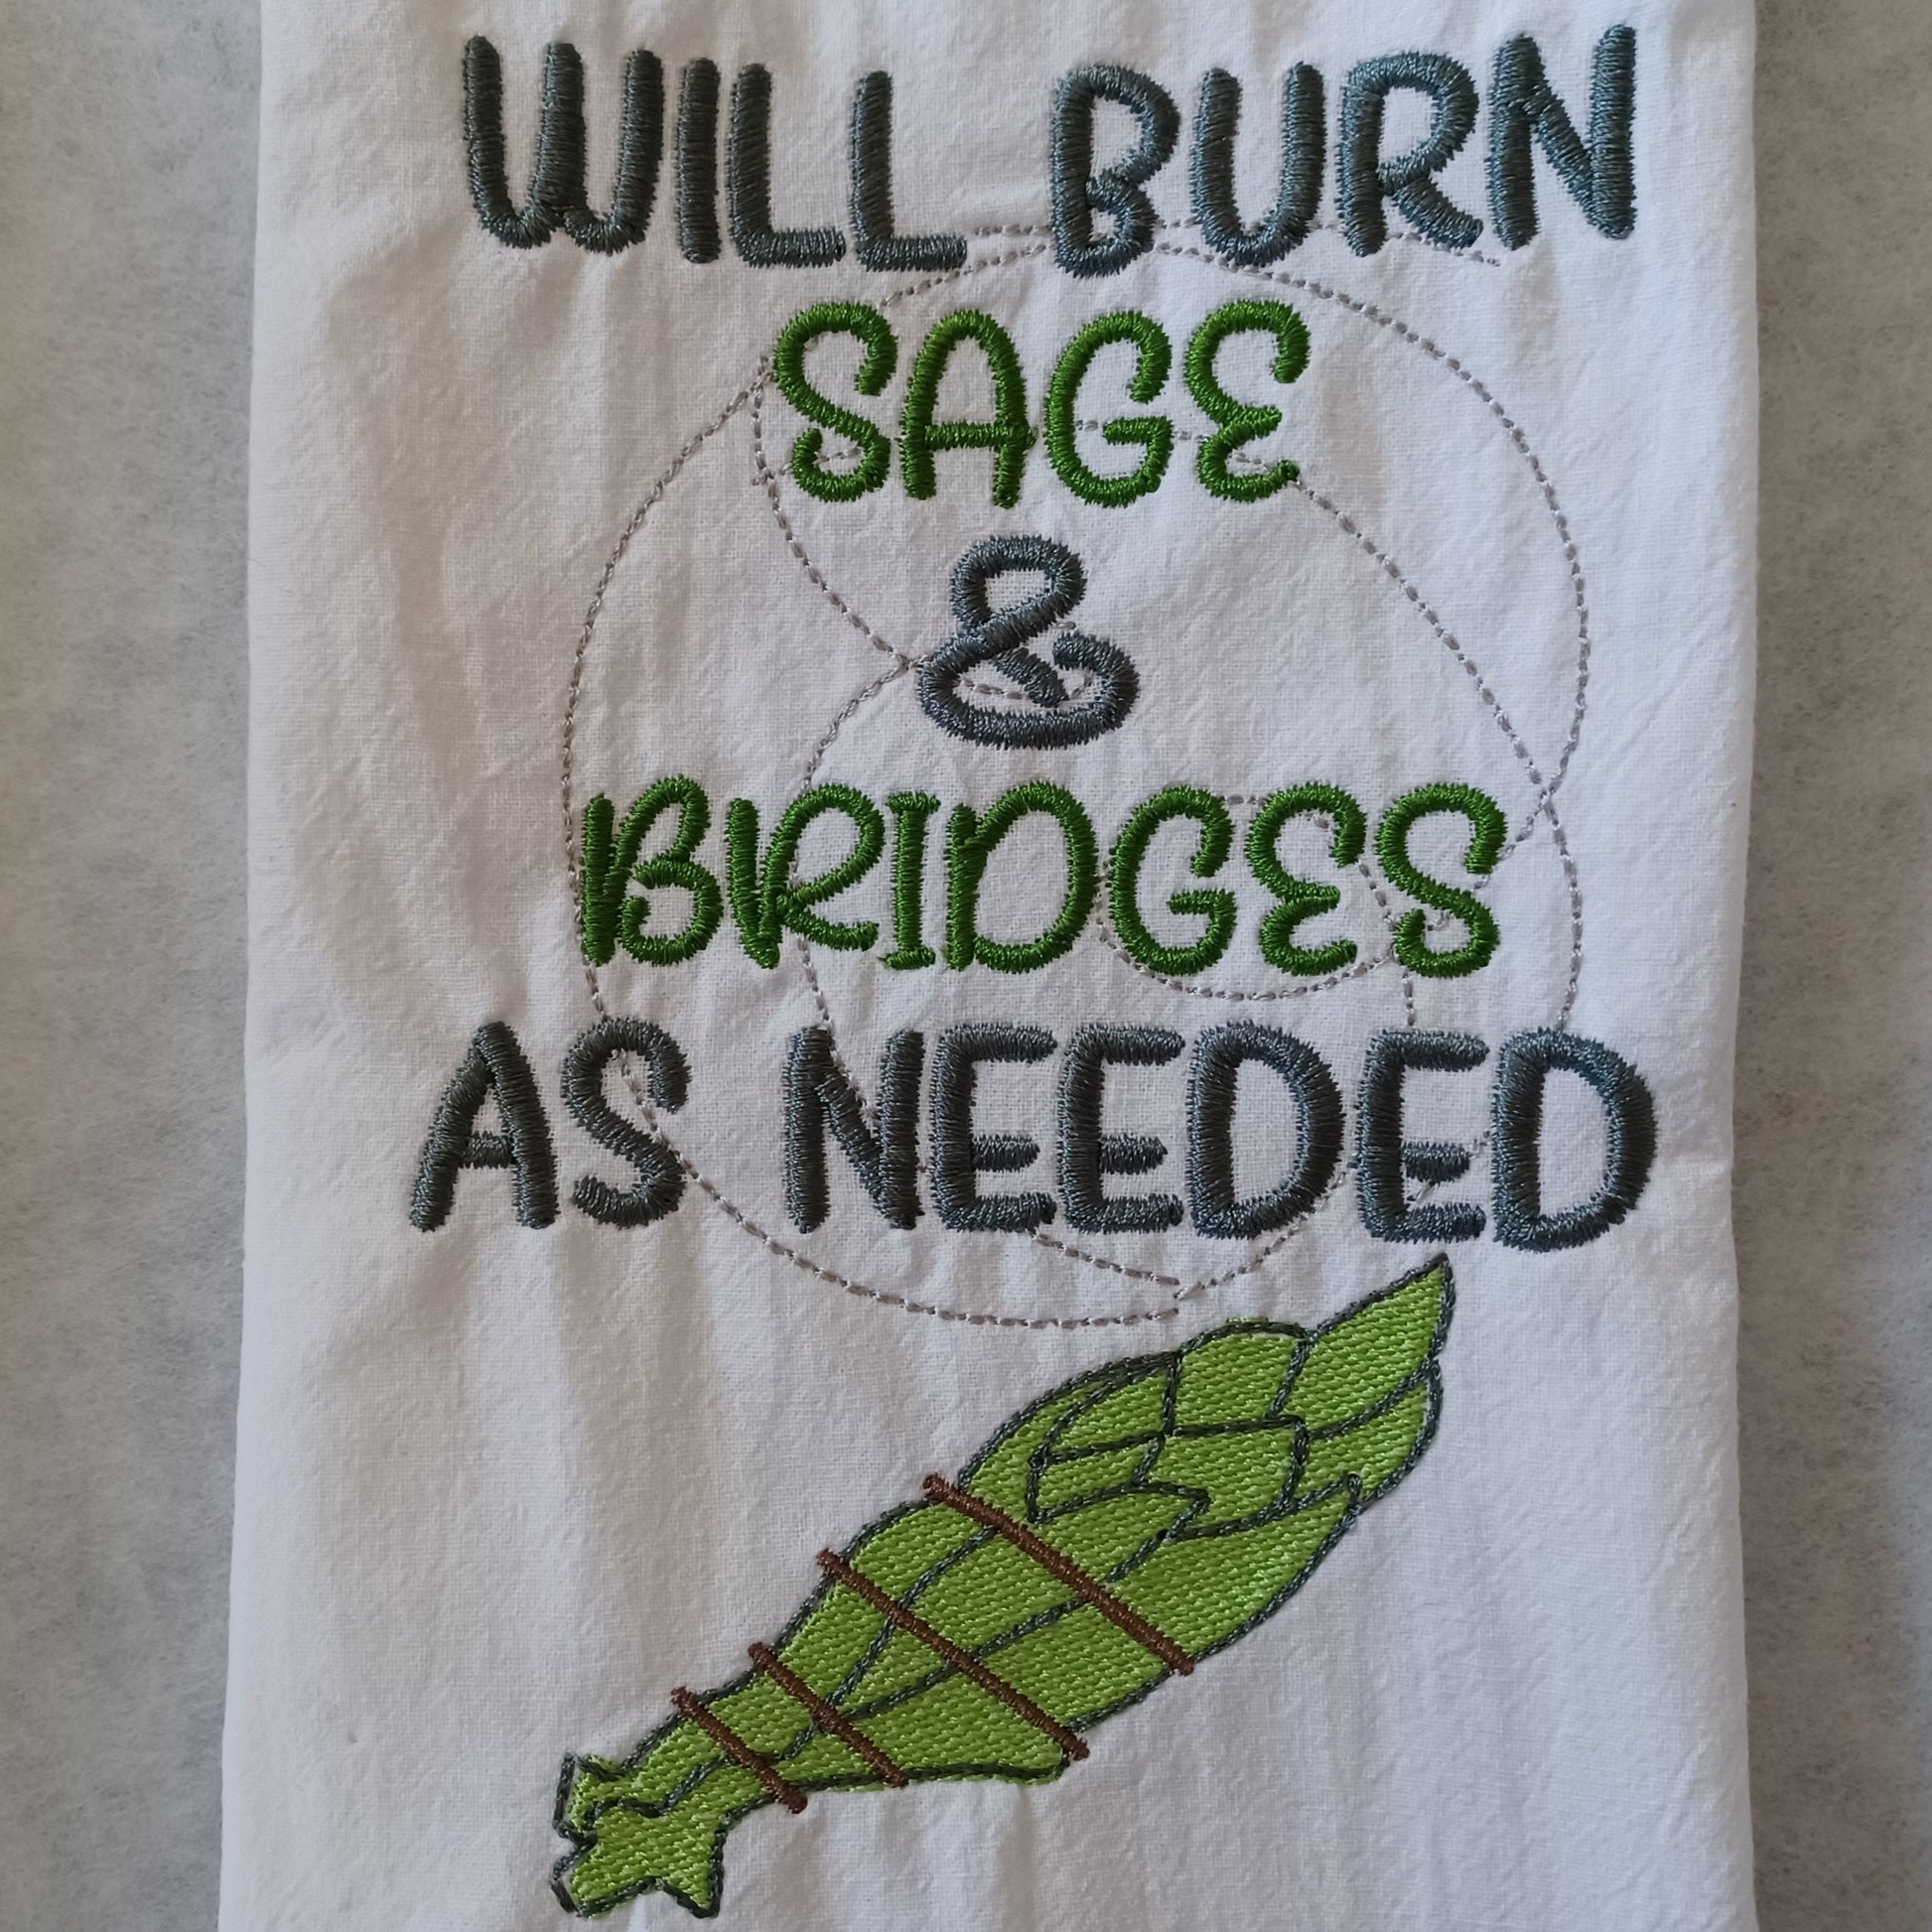 WILL BURN
SAGE
&
BRIDGES
AS NEEDED